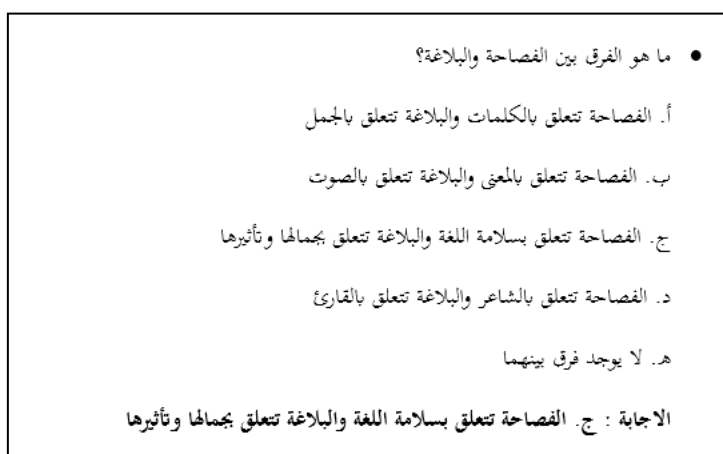 ● ما هو الفرق بين الفصاحة والبلاغة؟
أ. الفصاحة تتعلق بالكلمات والبلاغة تتعلق بالجمل
ب. الفصاحة تتعلق بالمعنى والبلاغة تتعلق بالصوت
ج. الفصاحة تتعلق بسلامة اللغة والبلاغة تتعلق بجمالها وتأثيرها
د. الفصاحة تتعلق بالشاعر والبلاغة تتعلق بالقارئ
هـ. لا يوجد فرق بينهما
الاجابة : ج. الفصاحة تتعلق بسلامة اللغة والبلاغة تتعلق بجمالها وتأثيرها